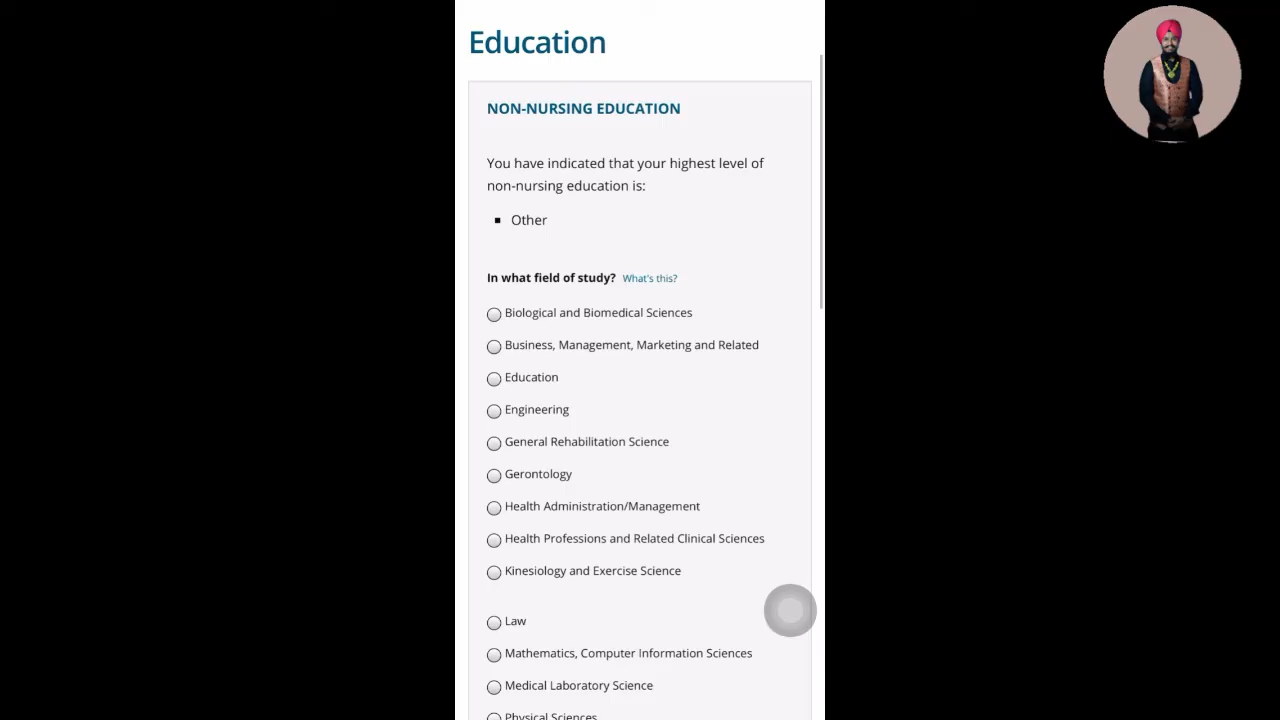 Education
NON-NURSING EDUCATION
You have indicated that your highest level of
non-nursing education is:
Other
In what field of study? What's this?
Biological and Biomedical Sciences
Business, Management, Marketing and Related
Education
Engineering
General Rehabilitation Science
Gerontology
Health Administration/Management
Health Professions and Related Clinical Sciences
Kinesiology and Exercise Science
Law
Mathematics, Computer Information Sciences
Medical Laboratory Science
Physical Sciences